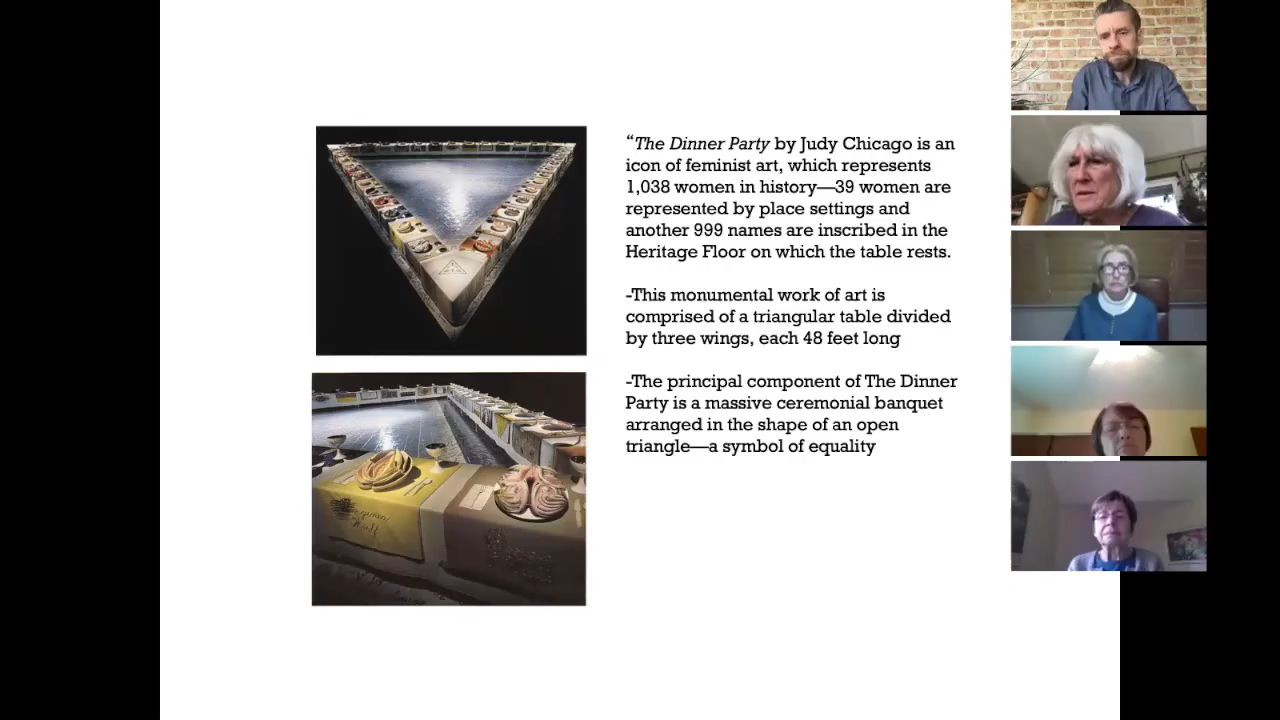 “The Dinner Party by Judy Chicago is an
icon of feminist art, which represents
1,038 women in history—39 women are
represented by place settings and
another 999 names are inscribed in the
Heritage Floor on which the table rests.
-This monumental work of art is
comprised of a triangular table divided
by three wings, each 48 feet long
-The principal component of The Dinner
Party is a massive ceremonial banquet
arranged in the shape of an open
triangle—a symbol of equality